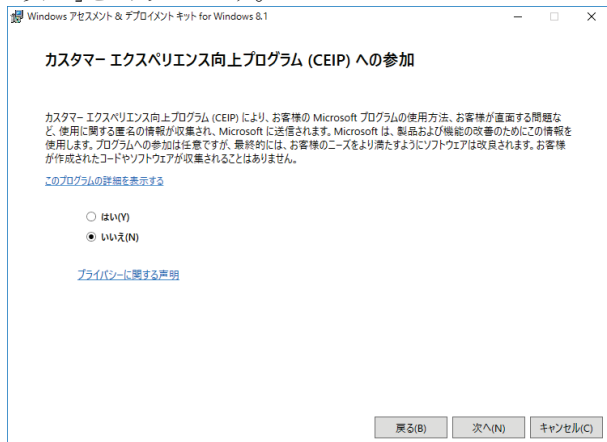 Windows アセスメント & デプロイメント キット for Windows 8.1
カスタマー エクスペリエンス向上プログラム (CEIP) への参加
カスタマー エクスペリエンス向上プログラム (CEIP) により、お客様の Microsoft プログラムの使用方法、お客様が直面する問題な
ど、使用に関する匿名の情報が収集され、Microsoft に送信されます。Microsoft は、製品および機能の改善のためにこの情報を
使用します。プログラムへの参加は任意ですが、最終的には、お客様のニーズをより満たすようにソフトウェアは改良されます。お客様
が作成されたコードやソフトウェアが収集されることはありません。
このプログラムの詳細を表示する
はい(Y)
いいえ(N)
プライバシーに関する声明
戻る(B) 次へ(N) キャンセル(C)